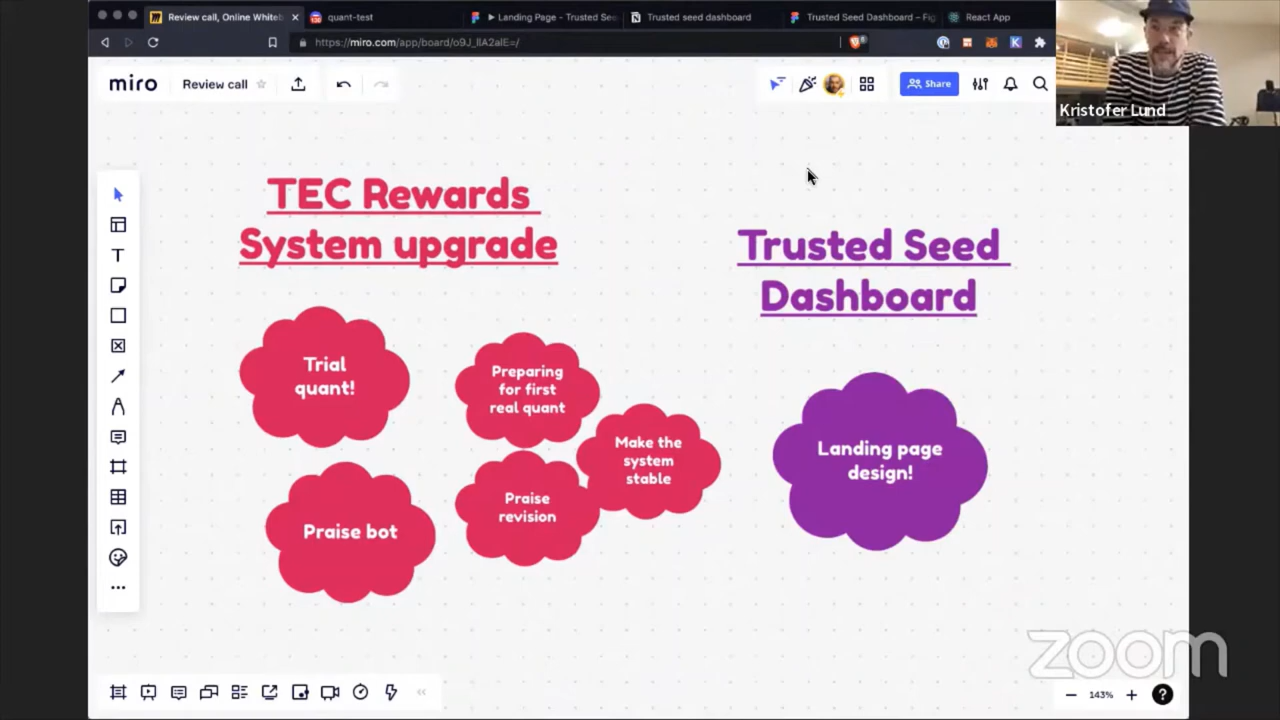 Review call, Online Whiteb
quant-test
Landing Page - Trusted See
Trusted seed dashboard
Trusted Seed Dashboard – Fig
React App
https://miro.com/app/board/o9J_lIA2alE=/
miro
Review call
Share
Kristofer Lund
TEC Rewards
System upgrade
Trusted Seed
Dashboard
Trial
quant!
Preparing
for first
real quant
Make the
system
stable
Praise bot
Praise
revision
Landing page
design!
zoom
143%